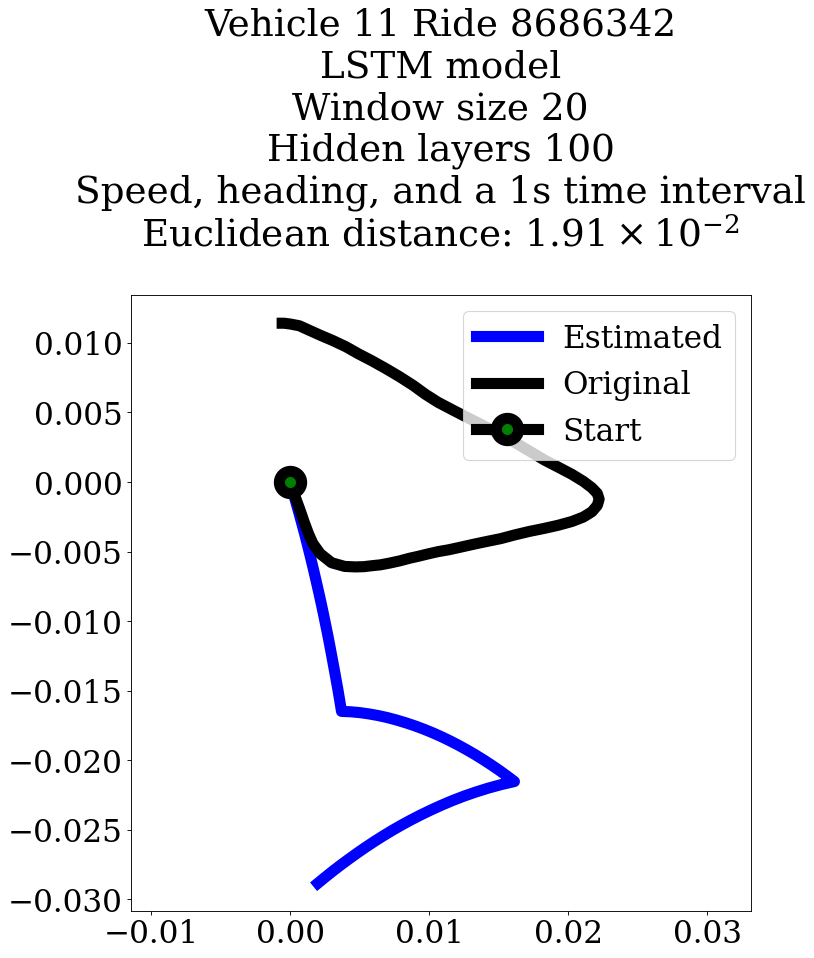 Vehicle 11 Ride 8686342
LSTM model
Window size 20
Hidden layers 100
Speed, heading, and a 1s time interval
Euclidean distance: 1.91 × 10⁻²
Estimated
Original
Start
0.010
0.005
0.000
−0.005
−0.010
−0.015
−0.020
−0.025
−0.030
−0.01 0.00 0.01 0.02 0.03